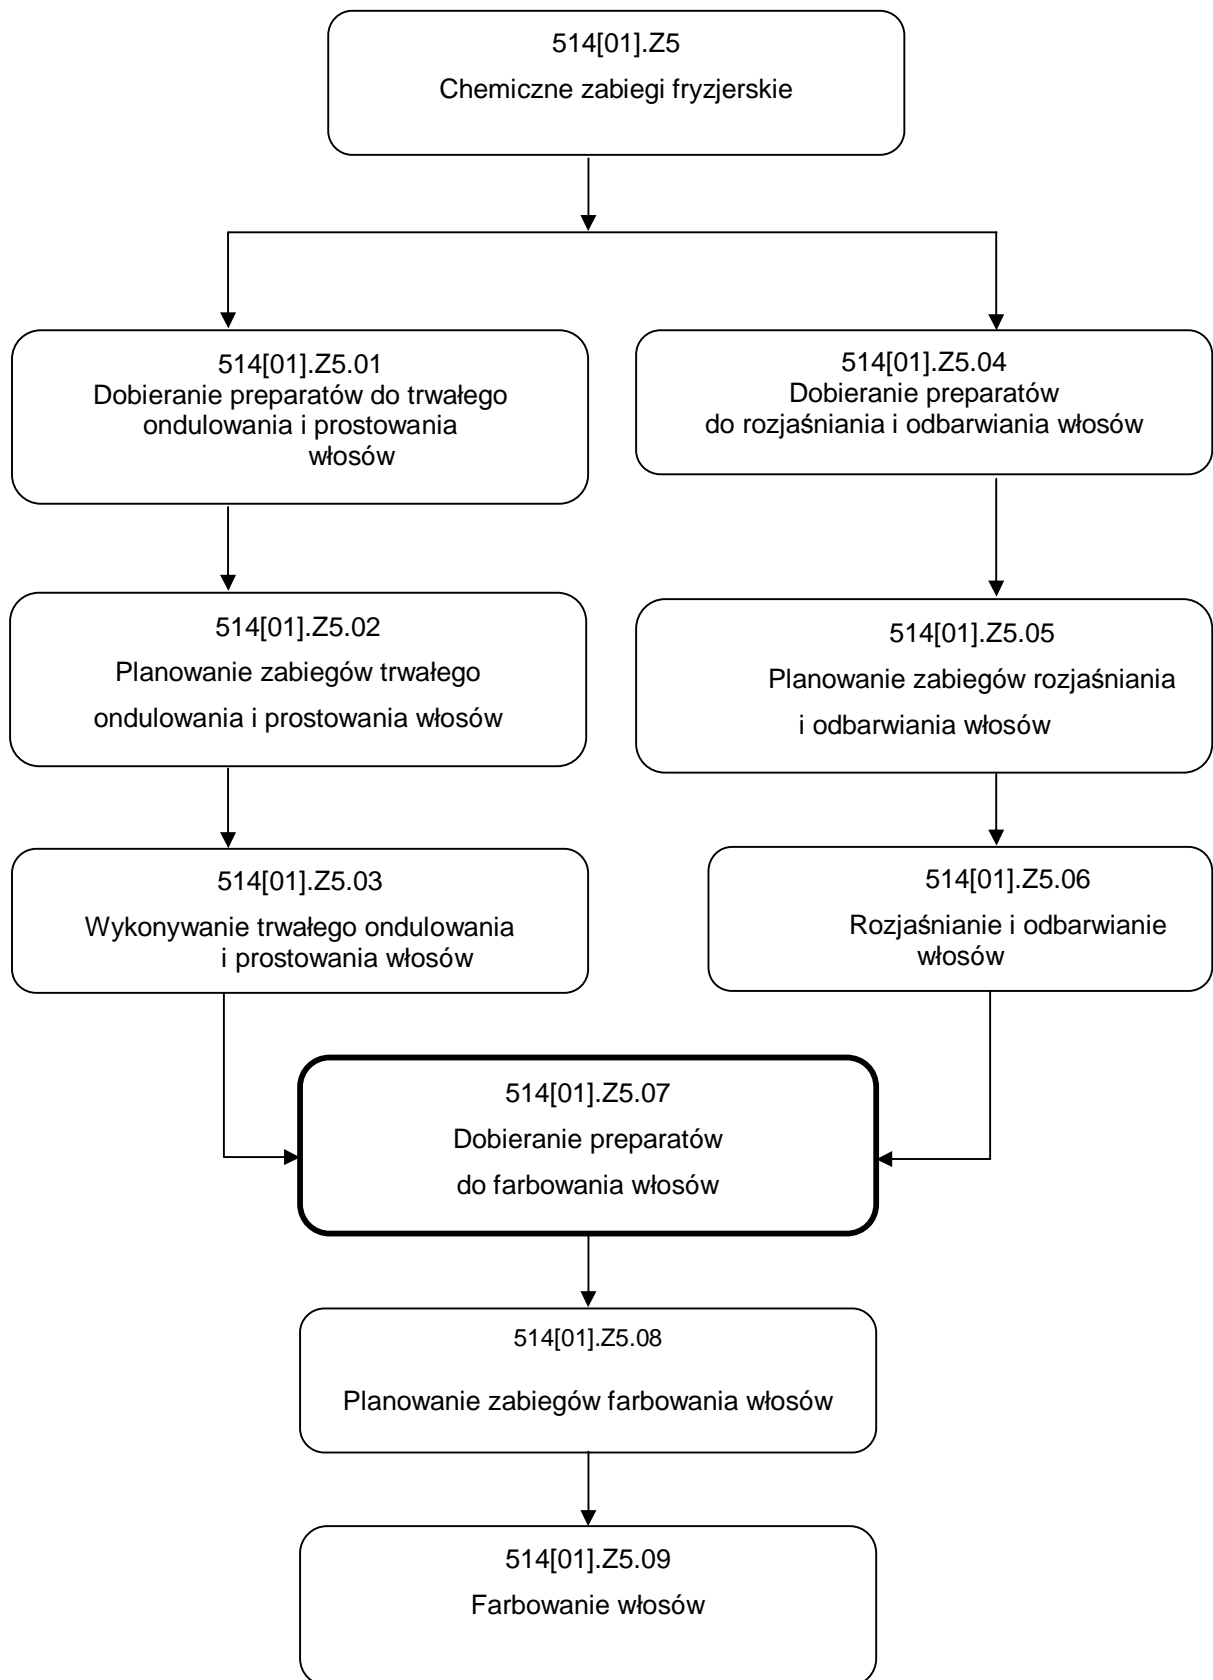 514[01].Z5
Chemiczne zabiegi fryzjerskie
514[01].Z5.01
Dobieranie preparatów do trwałego
ondulowania i prostowania
włosów
514[01].Z5.04
Dobieranie preparatów
do rozjaśniania i odbarwiania włosów
514[01].Z5.02
Planowanie zabiegów trwałego
ondulowania i prostowania włosów
514[01].Z5.05
Planowanie zabiegów rozjaśniania
i odbarwiania włosów
514[01].Z5.03
Wykonywanie trwałego ondulowania
i prostowania włosów
514[01].Z5.06
Rozjaśnianie i odbarwianie
włosów
514[01].Z5.07
Dobieranie preparatów
do farbowania włosów
514[01].Z5.08
Planowanie zabiegów farbowania włosów
514[01].Z5.09
Farbowanie włosów